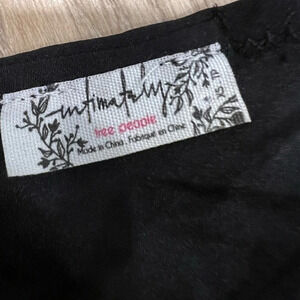 intimately
free people
Made in China . Fabriqué en Chine